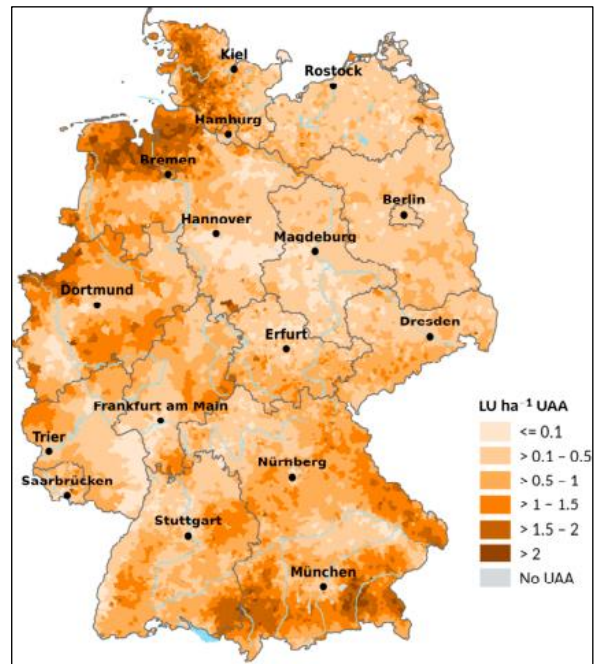 Kiel
Rostock
Hamburg
Bremen
Berlin
Hannover
Magdeburg
Dortmund
Dresden
Erfurt
Frankfurt am Main
Trier
Nürnberg
Saarbrücken
Stuttgart
München
LU ha⁻¹ UAA
<= 0.1
> 0.1 – 0.5
> 0.5 – 1
> 1 – 1.5
> 1.5 – 2
> 2
No UAA